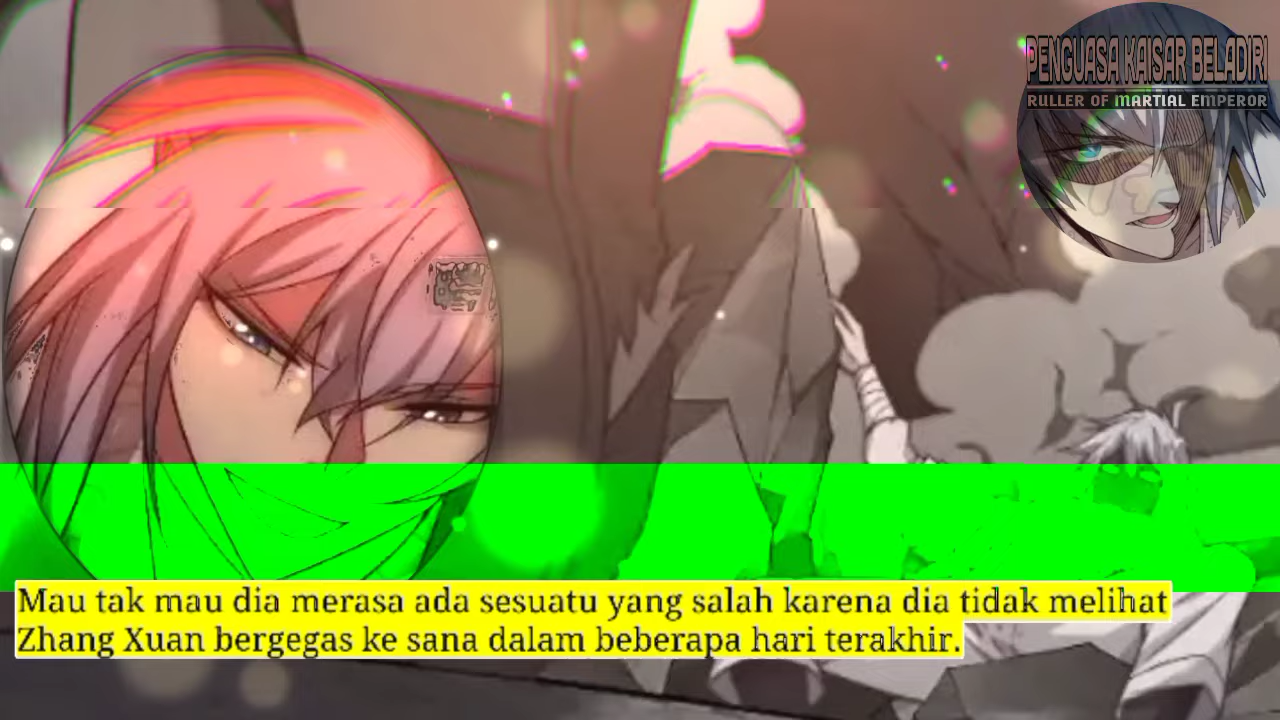 PENGUASA KAISAR BELADIRI
RULLER OF MARTIAL EMPEROR
Mau tak mau dia merasa ada sesuatu yang salah karena dia tidak melihat
Zhang Xuan bergegas ke sana dalam beberapa hari terakhir.